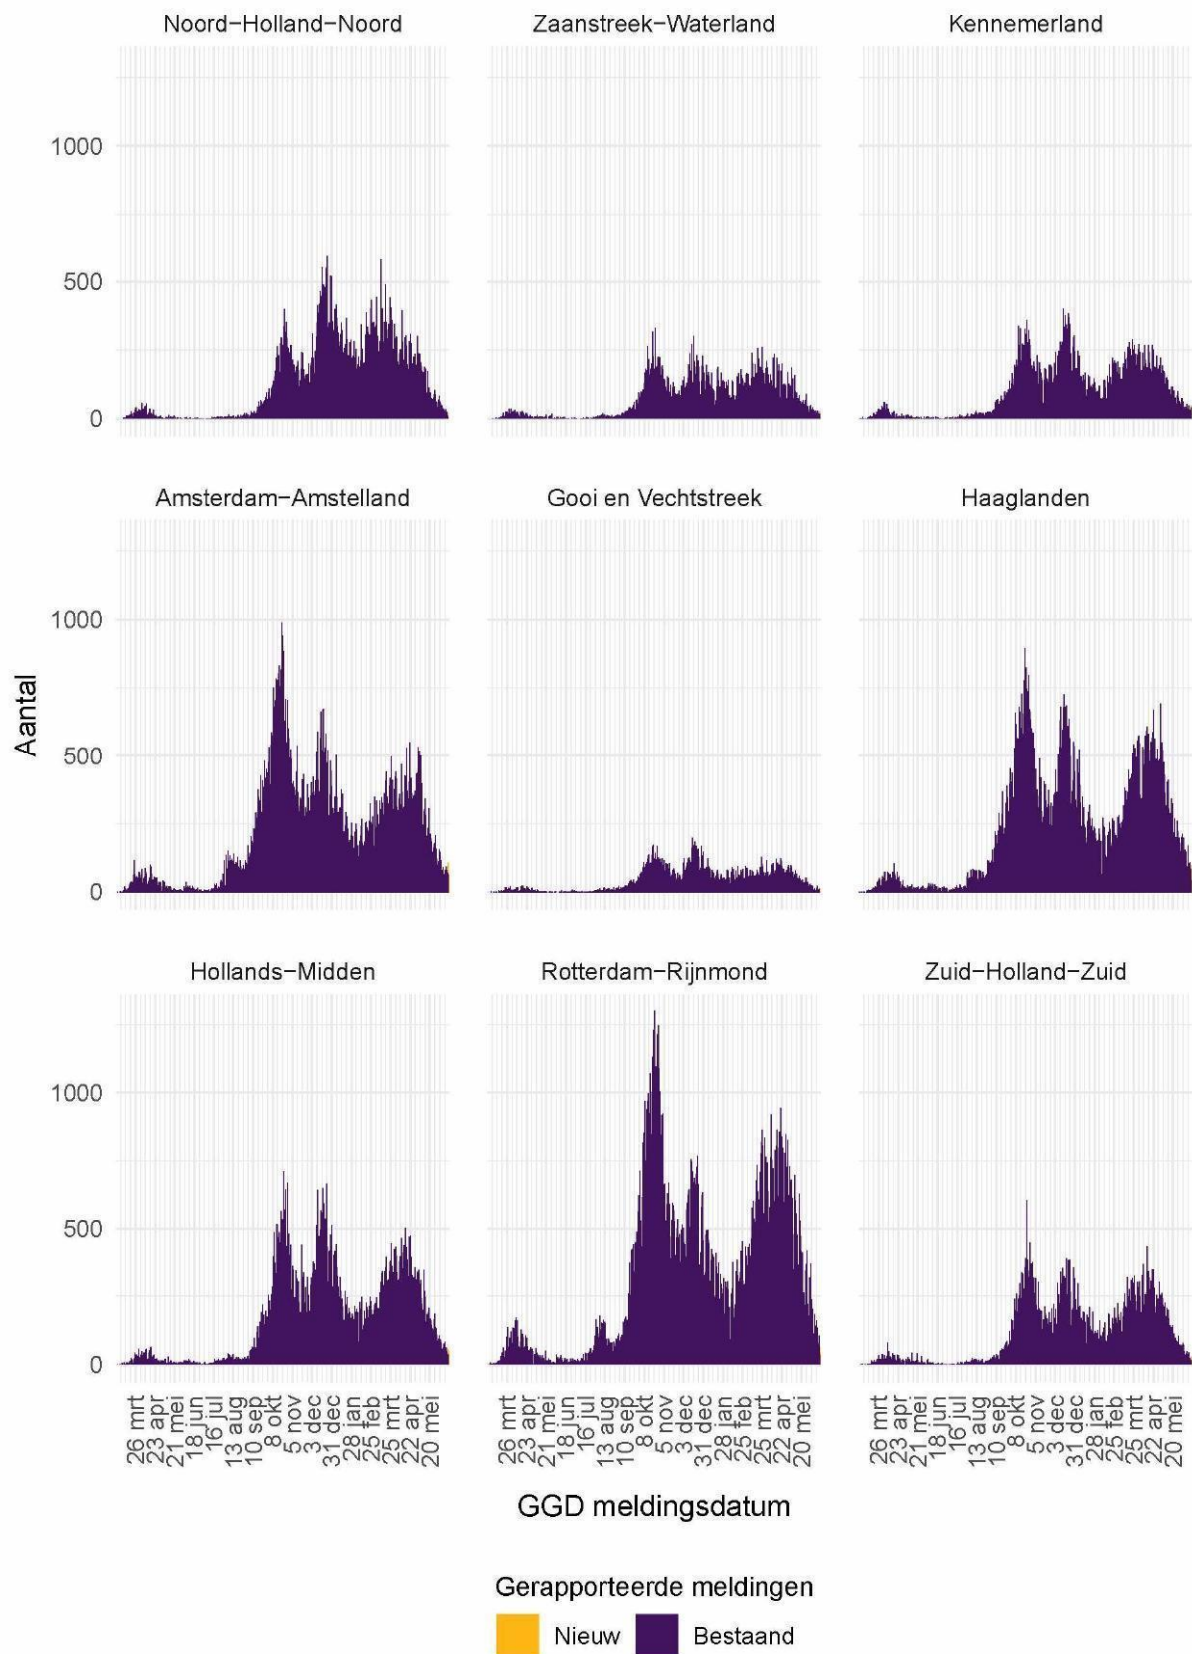 Noord-Holland-Noord Zaanstreek-Waterland Kennemerland
1000
500
0
Amsterdam-Amstelland Gooi en Vechtstreek Haaglanden
1000
500
0
Aantal
Hollands-Midden Rotterdam-Rijnmond Zuid-Holland-Zuid
1000
500
0
26 mrt 23 apr 21 mei 18 jun 16 jul 13 aug 10 sep 8 okt 5 nov 3 dec 31 dec 28 jan 25 feb 25 mrt 22 apr 20 mei
26 mrt 23 apr 21 mei 18 jun 16 jul 13 aug 10 sep 8 okt 5 nov 3 dec 31 dec 28 jan 25 feb 25 mrt 22 apr 20 mei
26 mrt 23 apr 21 mei 18 jun 16 jul 13 aug 10 sep 8 okt 5 nov 3 dec 31 dec 28 jan 25 feb 25 mrt 22 apr 20 mei
GGD meldingsdatum
Gerapporteerde meldingen
Nieuw Bestaand